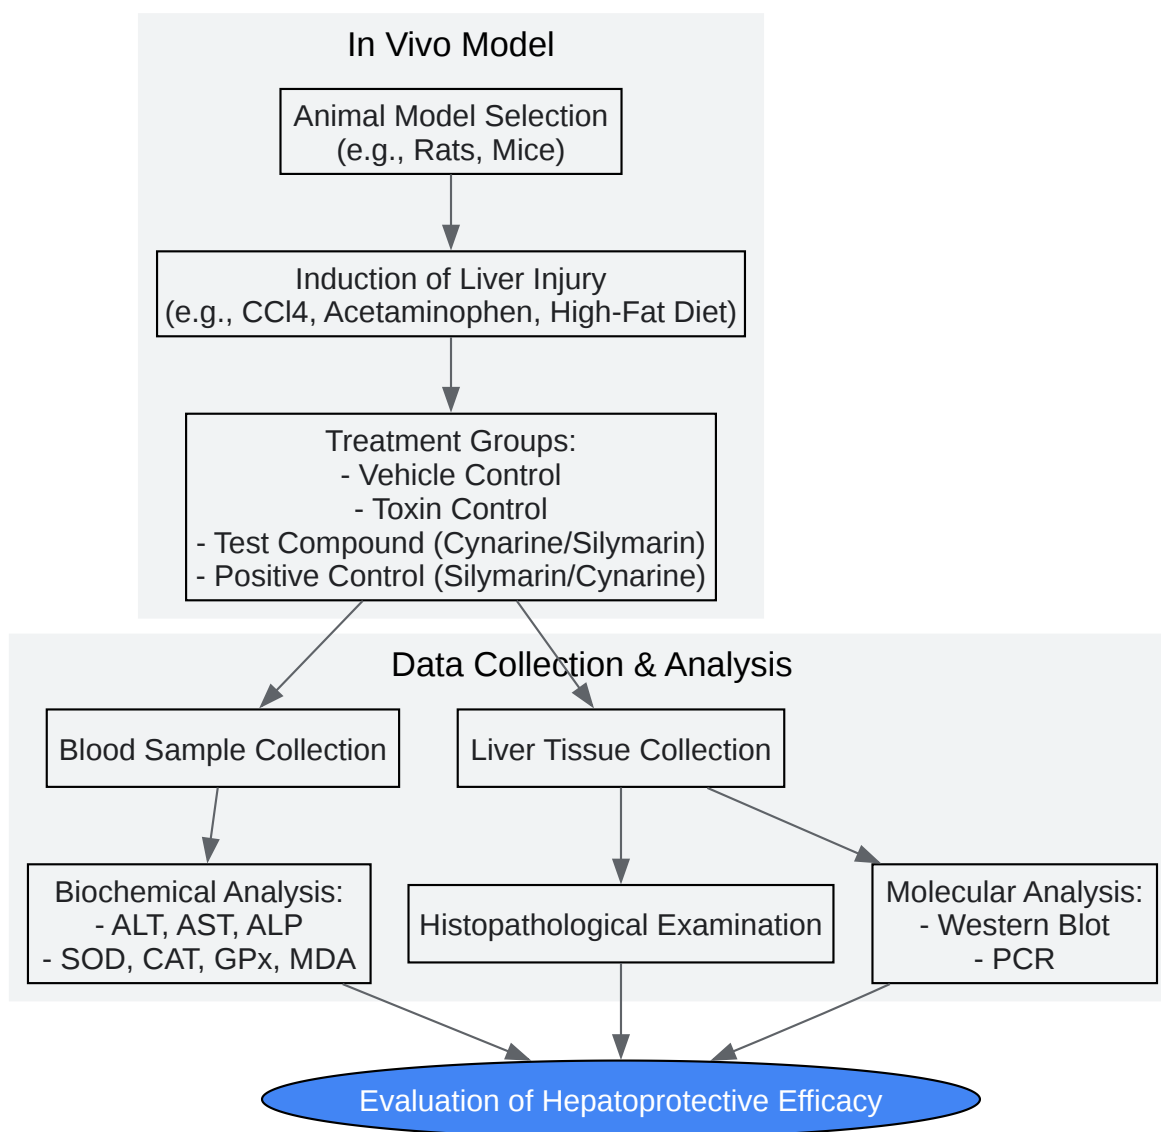 In Vivo Model
Animal Model Selection
(e.g., Rats, Mice)
Induction of Liver Injury
(e.g., CCl4, Acetaminophen, High-Fat Diet)
Treatment Groups:
- Vehicle Control
- Toxin Control
- Test Compound (Cynarine/Silymarin)
- Positive Control (Silymarin/Cynarine)
Data Collection & Analysis
Blood Sample Collection
Liver Tissue Collection
Biochemical Analysis:
- ALT, AST, ALP
- SOD, CAT, GPx, MDA
Histopathological Examination
Molecular Analysis:
- Western Blot
- PCR
Evaluation of Hepatoprotective Efficacy